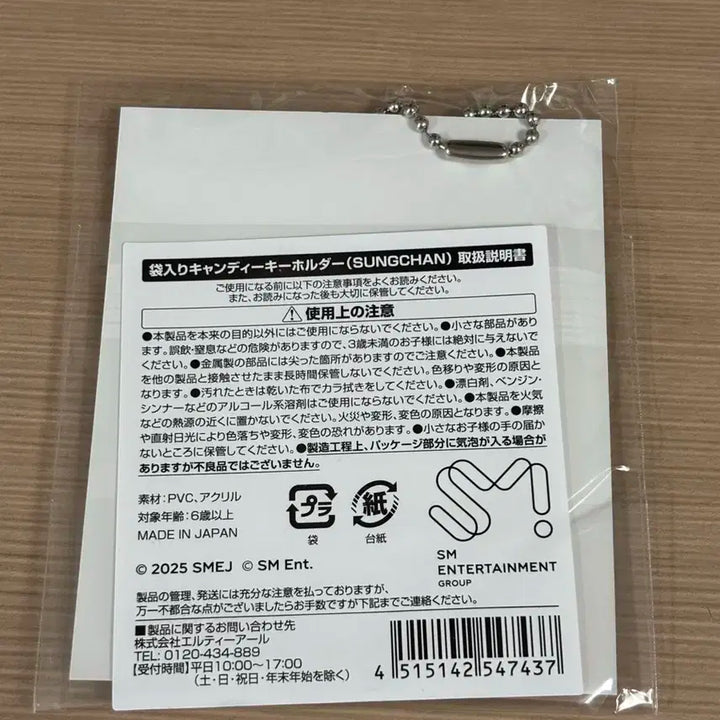 袋入りキャンディーキーホルダー(SUNGCHAN) 取扱説明書
ご使用になる前に以下の注意事項をよくお読みください。
また、お読みになった後も大切に保管してください。
⚠使用上の注意
●本製品を本来の目的以外にはご使用にならないでください。●小さな部品があり
ます。誤飲・窒息などの危険がありますので、3歳未満のお子様には絶対に与えないで
ください。●金属製の部品には尖った箇所がありますのでご注意ください。●本製品
を他の製品と接触させたまま長時間保管しないでください。色移りや変形の原因と
なります。●汚れたときは乾いた布でカラ拭きをしてください。●漂白剤、ベンジン・
シンナーなどのアルコール系溶剤はご使用にならないでください。●本製品を火気
などの熱源の近くに置かないでください。火災や変形、変色の原因となります。●摩擦
や直射日光により色落ちや変形、変色の恐れがあります。●小さなお子様の手の届か
ないところに保管してください。●製造工程上、パッケージ部分に気泡が入る場合が
ありますが不良品ではございません。
素材:PVC、アクリル
対象年齢:6歳以上
MADE IN JAPAN
プラ
袋
紙
台紙
SM
ENTERTAINMENT
GROUP
© 2025 SMEJ © SM Ent.
製品の管理、発送には充分な注意を払っておりますが、
万一不都合な点がございましたらお手数ですが下記までご連絡ください。
■製品に関するお問い合わせ先
株式会社エルティーアール
TEL: 0120-434-889
【受付時間】平日10:00〜17:00
(土・日・祝日・年末年始を除く)
4 515142 547437